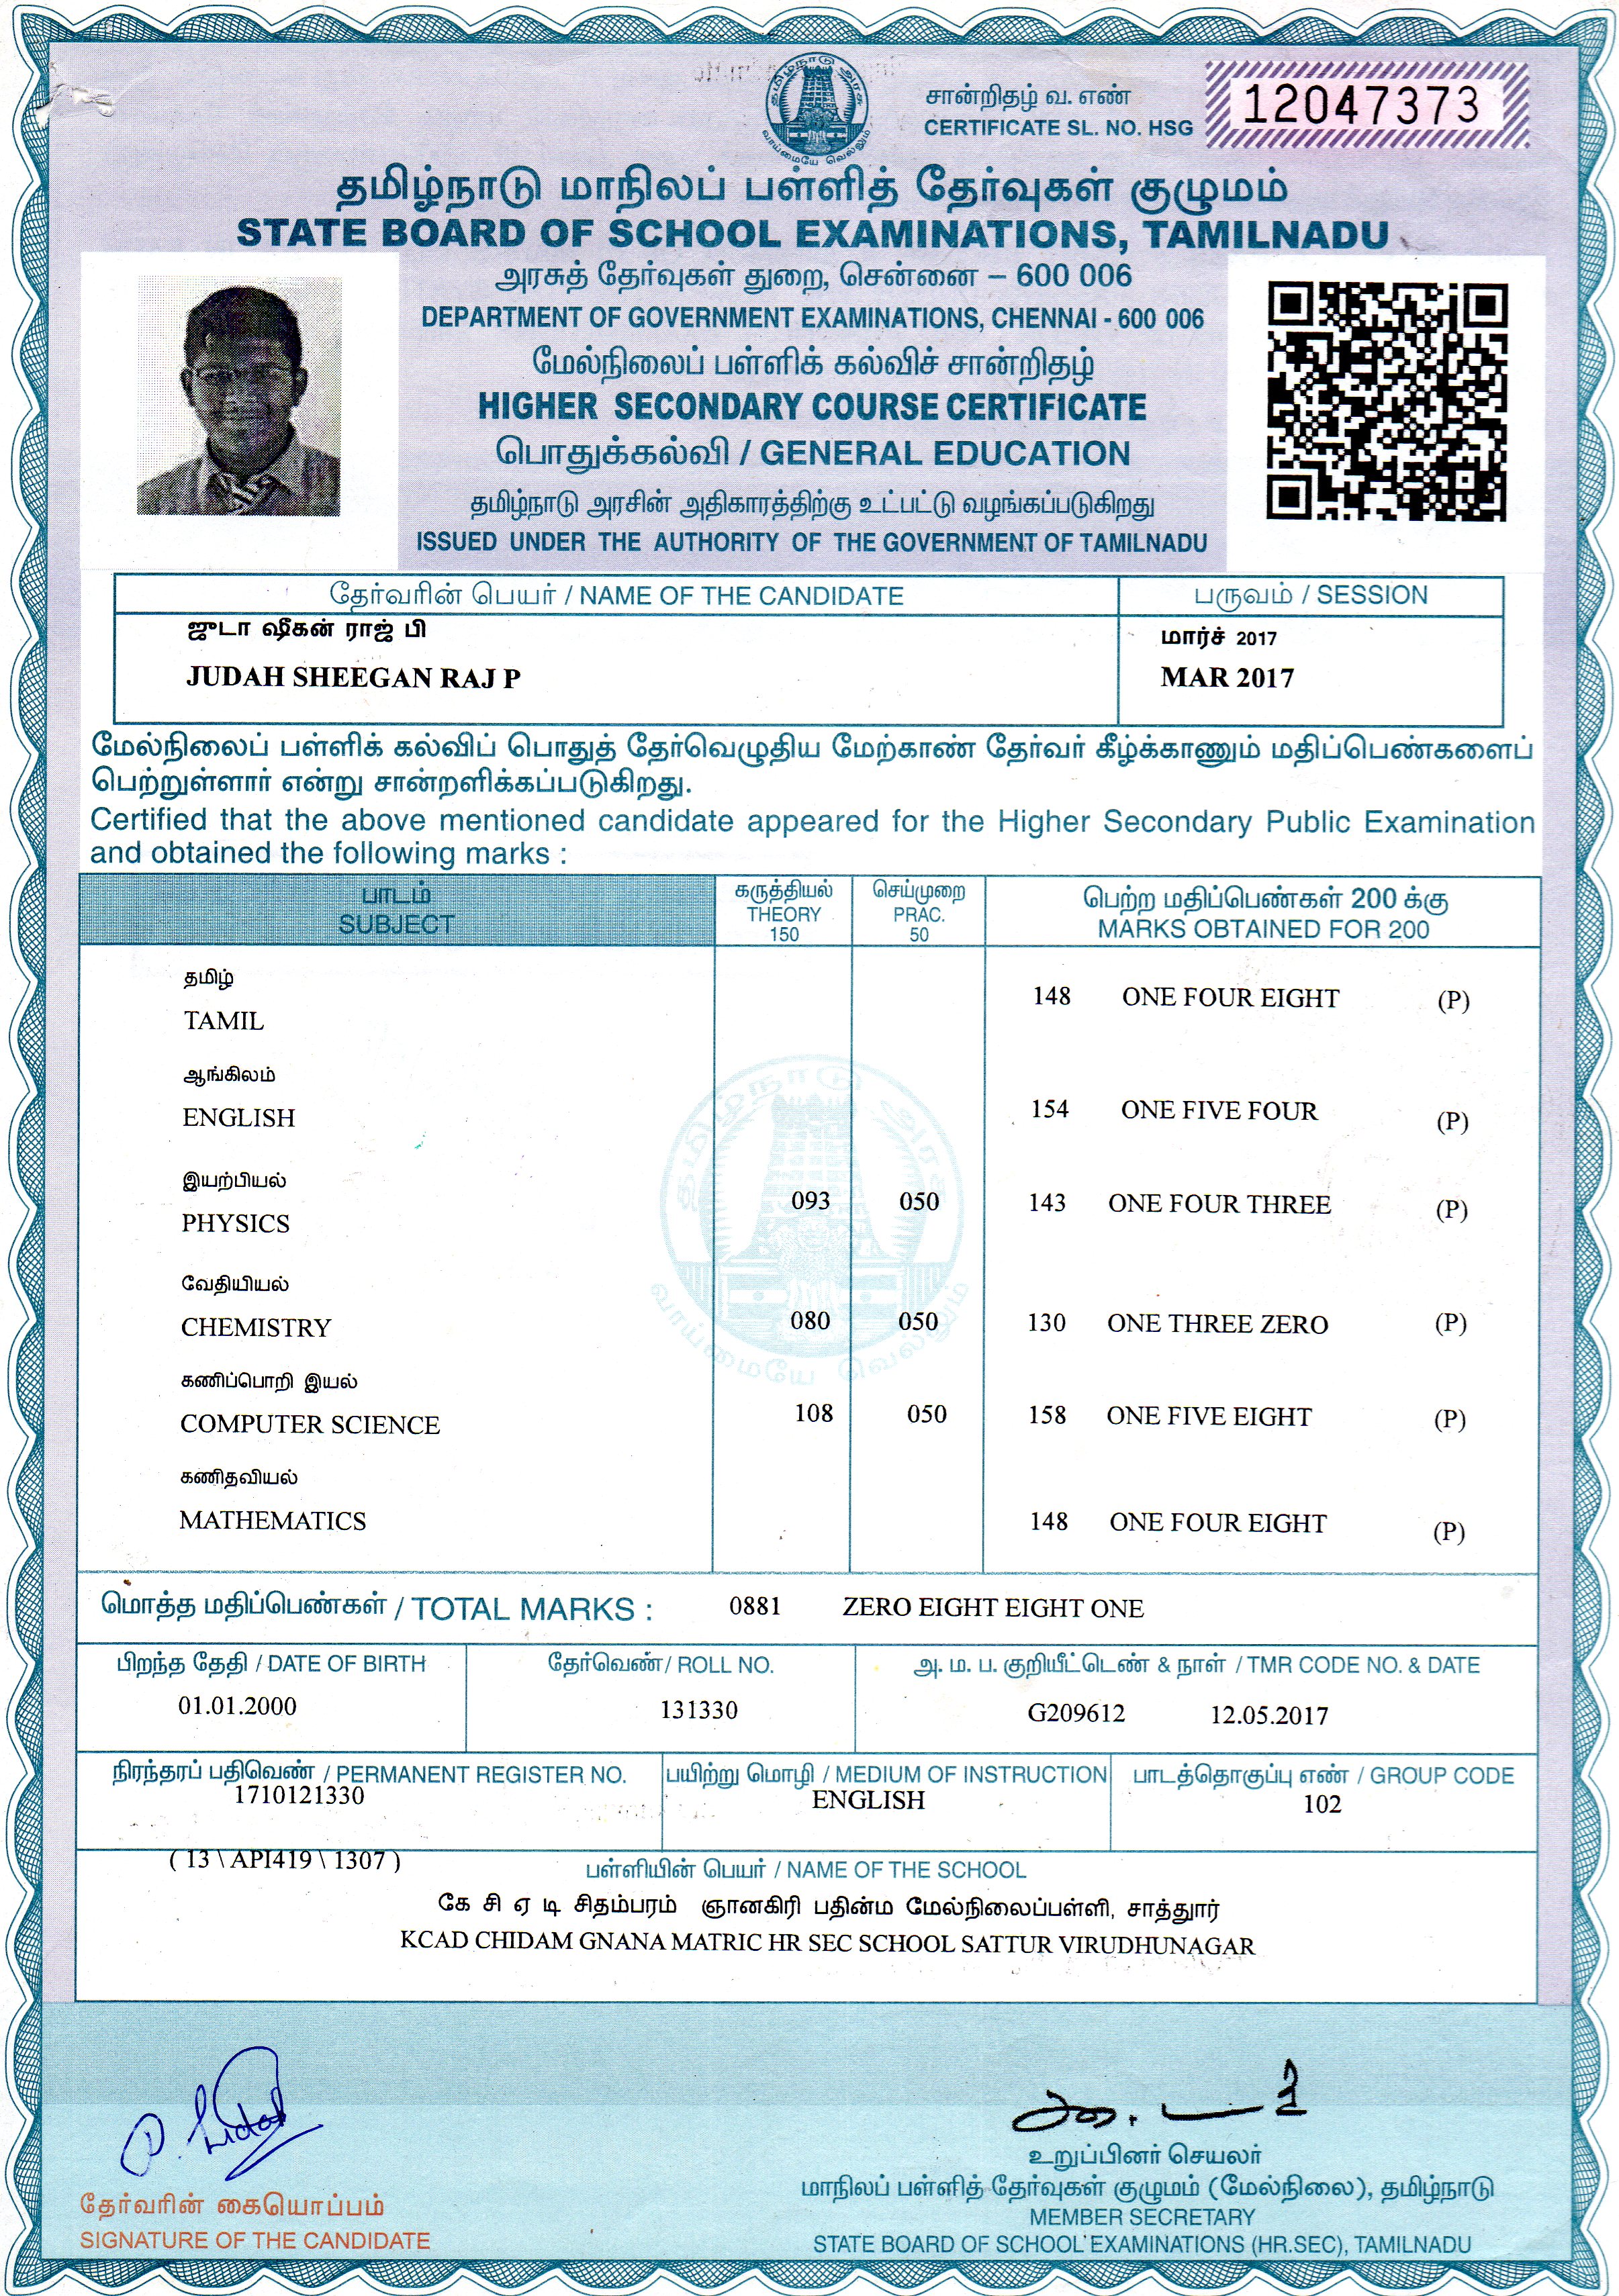 தமிழ்நாடு அரசு
வாய்மையே வெல்லும்
சான்றிதழ் வ. எண்
CERTIFICATE SL. NO. HSG
12047373
தமிழ்நாடு மாநிலப் பள்ளித் தேர்வுகள் குழுமம்
STATE BOARD OF SCHOOL EXAMINATIONS, TAMILNADU
அரசுத் தேர்வுகள் துறை, சென்னை – 600 006
DEPARTMENT OF GOVERNMENT EXAMINATIONS, CHENNAI - 600 006
மேல்நிலைப் பள்ளிக் கல்விச் சான்றிதழ்
HIGHER SECONDARY COURSE CERTIFICATE
பொதுக்கல்வி / GENERAL EDUCATION
தமிழ்நாடு அரசின் அதிகாரத்திற்கு உட்பட்டு வழங்கப்படுகிறது
ISSUED UNDER THE AUTHORITY OF THE GOVERNMENT OF TAMILNADU
தேர்வரின் பெயர் / NAME OF THE CANDIDATE பருவம் / SESSION
ஜுடா ஷீகன் ராஜ் பி மார்ச் 2017
JUDAH SHEEGAN RAJ P MAR 2017
மேல்நிலைப் பள்ளிக் கல்விப் பொதுத் தேர்வெழுதிய மேற்காண் தேர்வர் கீழ்க்காணும் மதிப்பெண்களைப்
பெற்றுள்ளார் என்று சான்றளிக்கப்படுகிறது.
Certified that the above mentioned candidate appeared for the Higher Secondary Public Examination
and obtained the following marks :
பாடம் கருத்தியல் செய்முறை பெற்ற மதிப்பெண்கள் 200 க்கு
SUBJECT THEORY PRAC. MARKS OBTAINED FOR 200
150 50
தமிழ்
TAMIL 148 ONE FOUR EIGHT (P)
ஆங்கிலம்
ENGLISH 154 ONE FIVE FOUR (P)
இயற்பியல்
PHYSICS 093 050 143 ONE FOUR THREE (P)
வேதியியல்
CHEMISTRY 080 050 130 ONE THREE ZERO (P)
கணிப்பொறி இயல்
COMPUTER SCIENCE 108 050 158 ONE FIVE EIGHT (P)
கணிதவியல்
MATHEMATICS 148 ONE FOUR EIGHT (P)
தமிழ்நாடு அரசு
வாய்மையே வெல்லும்
மொத்த மதிப்பெண்கள் / TOTAL MARKS : 0881 ZERO EIGHT EIGHT ONE
பிறந்த தேதி / DATE OF BIRTH தேர்வெண்/ ROLL NO. அ. ம. ப. குறியீட்டெண் & நாள் / TMR CODE NO. & DATE
01.01.2000 131330 G209612 12.05.2017
நிரந்தரப் பதிவெண் / PERMANENT REGISTER NO. பயிற்று மொழி / MEDIUM OF INSTRUCTION பாடத்தொகுப்பு எண் / GROUP CODE
1710121330 ENGLISH 102
( 13 \ API419 \ 1307 ) பள்ளியின் பெயர் / NAME OF THE SCHOOL
கே சி ஏ டி சிதம்பரம் ஞானகிரி பதின்ம மேல்நிலைப்பள்ளி, சாத்துார்
KCAD CHIDAM GNANA MATRIC HR SEC SCHOOL SATTUR VIRUDHUNAGAR
உறுப்பினர் செயலர்
மாநிலப் பள்ளித் தேர்வுகள் குழுமம் (மேல்நிலை), தமிழ்நாடு
தேர்வரின் கையொப்பம் MEMBER SECRETARY
SIGNATURE OF THE CANDIDATE STATE BOARD OF SCHOOL EXAMINATIONS (HR.SEC), TAMILNADU